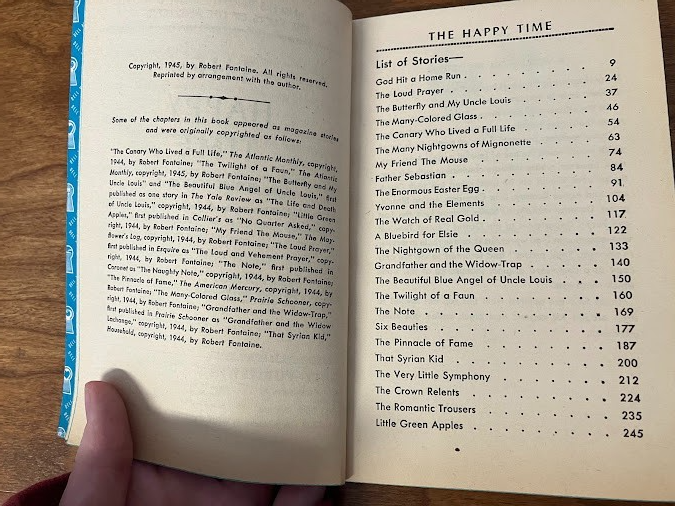 Copyright, 1945, by Robert Fontaine. All rights reserved.
Reprinted by arrangement with the author.
Some of the chapters in this book appeared as magazine stories
and were originally copyrighted as follows:
"The Canary Who Lived a Full Life," The Atlantic Monthly, copyright,
1944, by Robert Fontaine; "The Twilight of a Faun," The Atlantic
Monthly, copyright, 1945, by Robert Fontaine; "The Butterfly and My
Uncle Louis" and "The Beautiful Blue Angel of Uncle Louis," first
published as one story in The Yale Review as "The Life and Death
of Uncle Louis," copyright, 1944, by Robert Fontaine; "Little Green
Apples," first published in Collier's as "No Quarter Asked," copy-
right, 1944, by Robert Fontaine; "My Friend The Mouse," The May-
flower's Log, copyright, 1944, by Robert Fontaine; "The Loud Prayer,"
first published in Esquire as "The Loud and Vehement Prayer," copy-
right, 1944, by Robert Fontaine; "The Note," first published in
Coronet as "The Naughty Note," copyright, 1944, by Robert Fontaine;
"The Pinnacle of Fame," The American Mercury, copyright, 1944, by
Robert Fontaine; "The Many-Colored Glass," Prairie Schooner, copy-
right, 1944, by Robert Fontaine; "Grandfather and the Widow-Trap,"
first published in Prairie Schooner as "Grandfather and the Widow
Lachange," copyright, 1944, by Robert Fontaine; "That Syrian Kid,"
Household, copyright, 1944, by Robert Fontaine.
THE HAPPY TIME
List of Stories—
God Hit a Home Run . . . . . . . . 9
The Loud Prayer . . . . . . . . 24
The Butterfly and My Uncle Louis . . . . . 37
The Many-Colored Glass . . . . . . . 46
The Canary Who Lived a Full Life . . . . . 54
The Many Nightgowns of Mignonette . . . . 63
My Friend The Mouse . . . . . . . 74
Father Sebastian . . . . . . . . 84
The Enormous Easter Egg . . . . . . . 91
Yvonne and the Elements . . . . . . 104
The Watch of Real Gold . . . . . . . 117
A Bluebird for Elsie . . . . . . . 122
The Nightgown of the Queen . . . . . . 133
Grandfather and the Widow-Trap . . . . . 140
The Beautiful Blue Angel of Uncle Louis . . . 150
The Twilight of a Faun . . . . . . . 160
The Note . . . . . . . . . 169
Six Beauties . . . . . . . . 177
The Pinnacle of Fame . . . . . . . 187
That Syrian Kid . . . . . . . . 200
The Very Little Symphony . . . . . . 212
The Crown Relents . . . . . . . 224
The Romantic Trousers . . . . . . . 235
Little Green Apples . . . . . . . 245